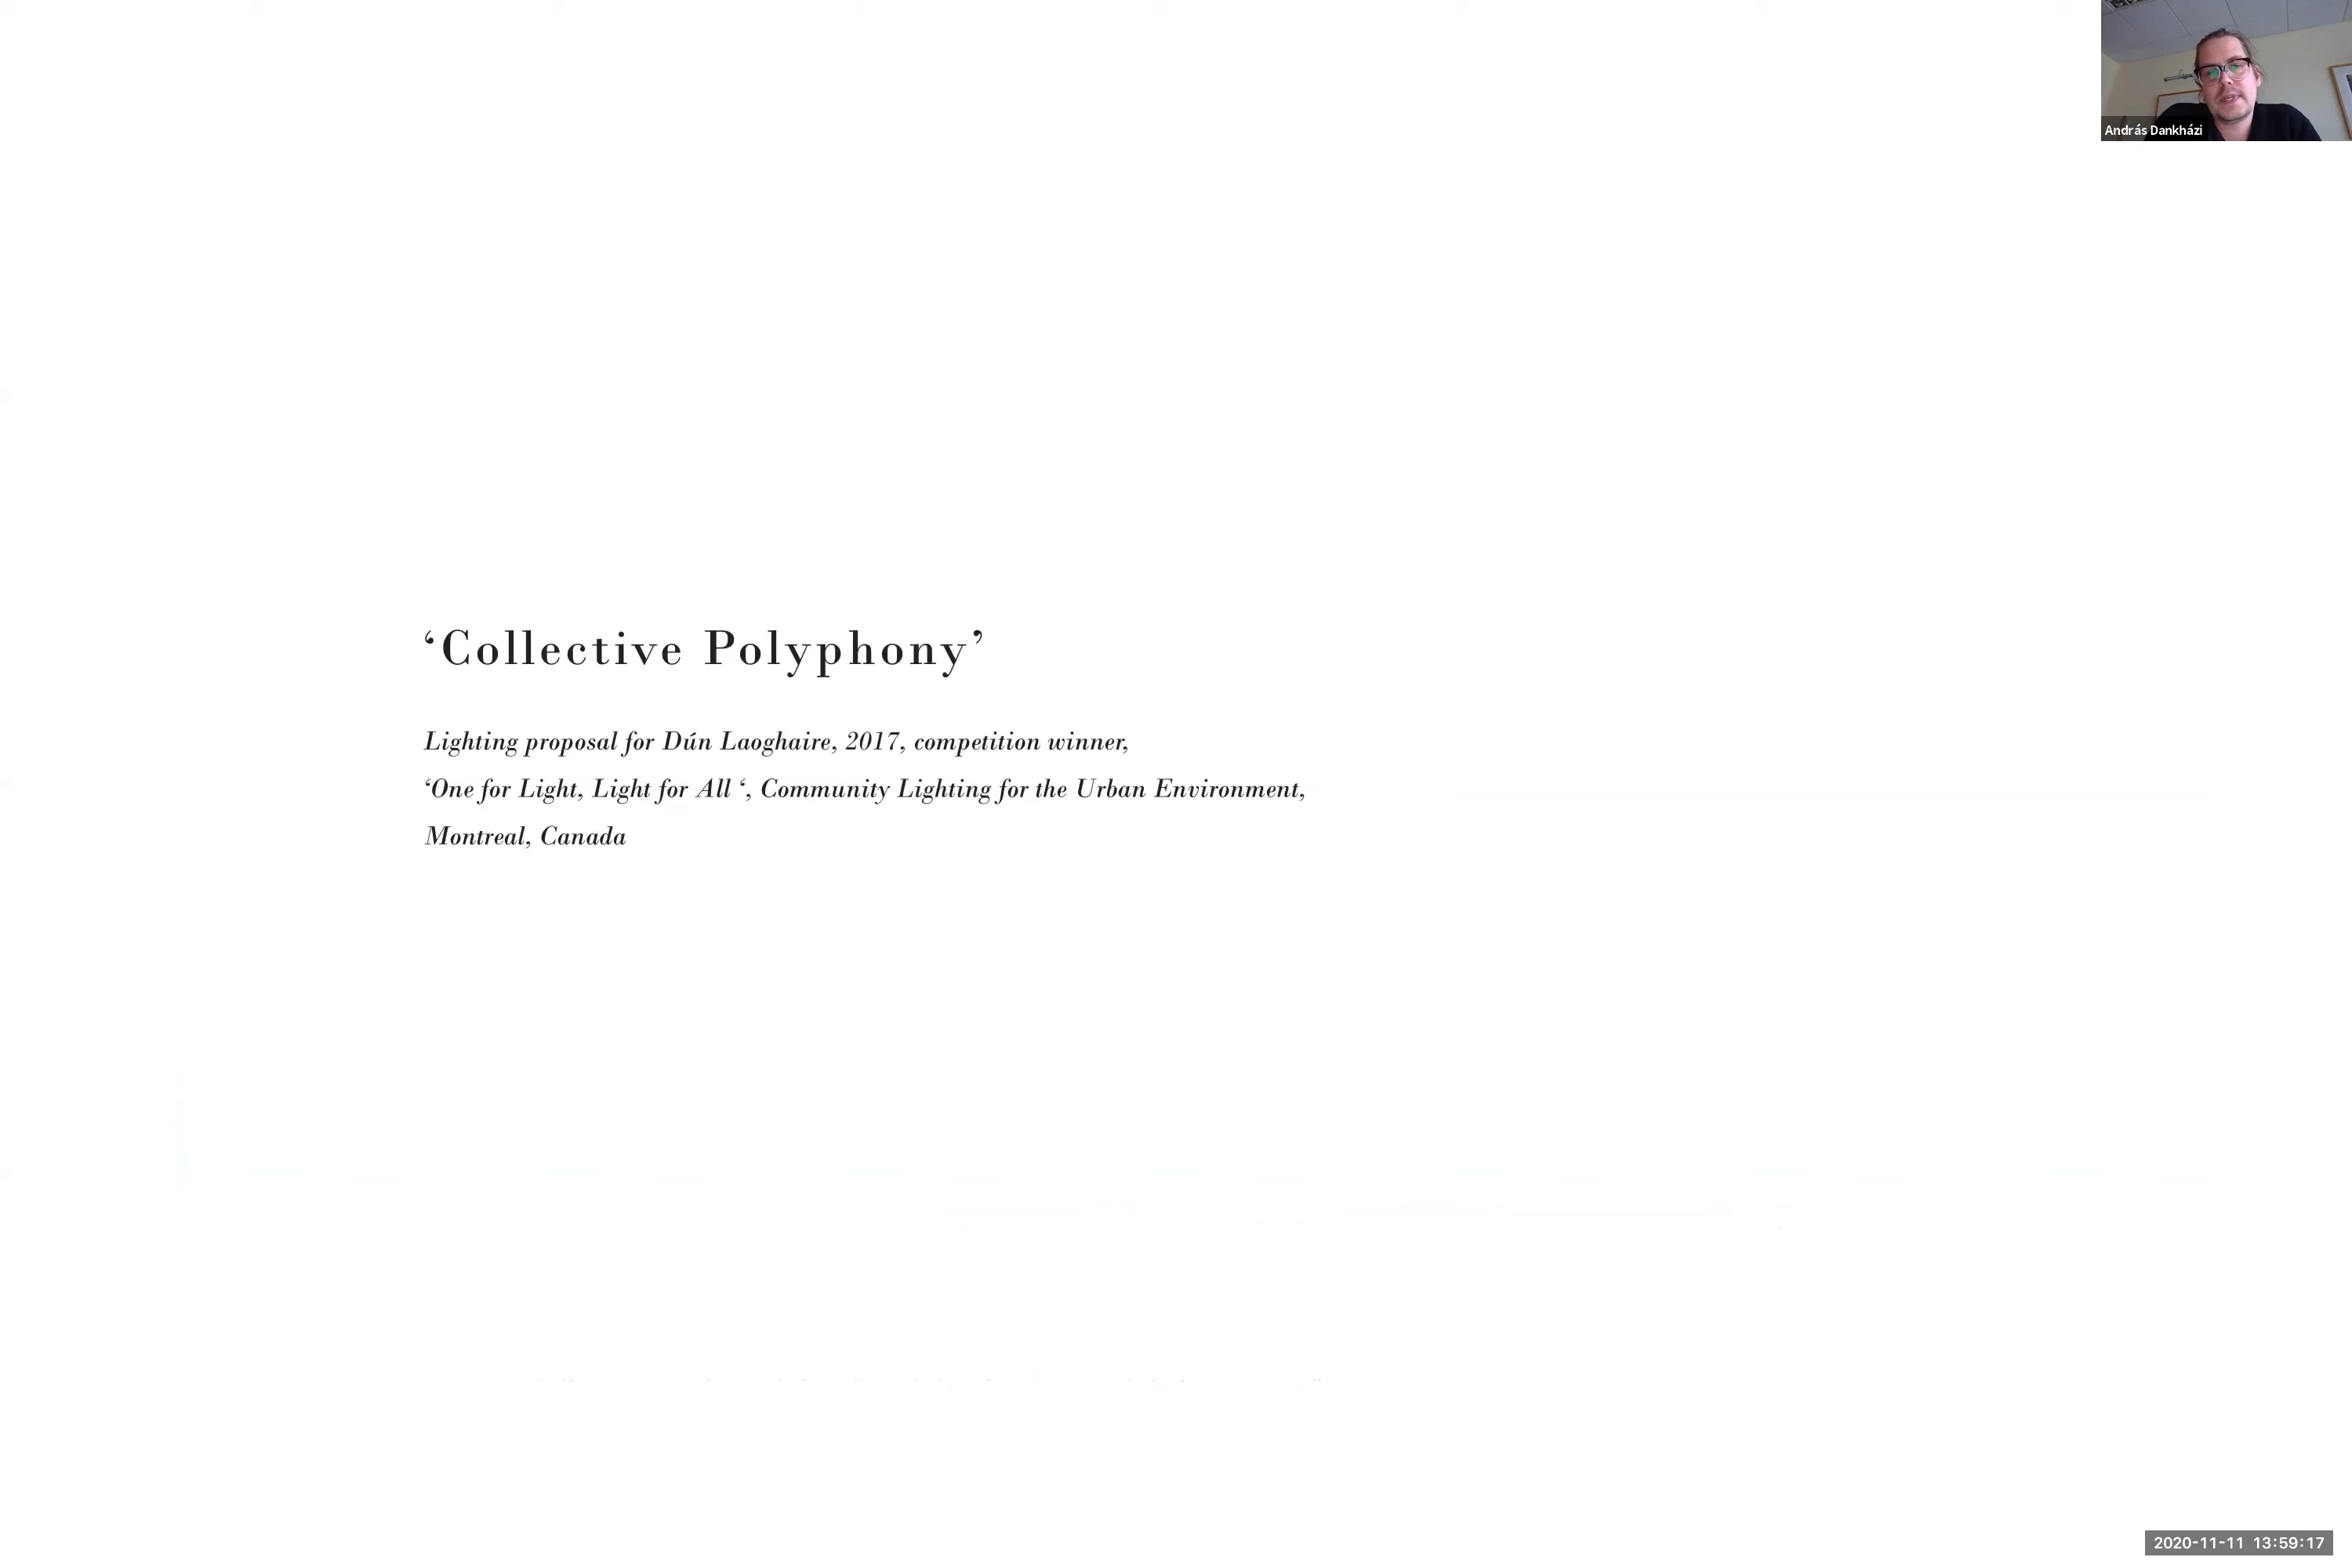 András Dankházi
‘Collective Polyphony’
Lighting proposal for Dún Laoghaire, 2017, competition winner,
‘One for Light, Light for All ‘, Community Lighting for the Urban Environment,
Montreal, Canada
2020-11-11 13:59:17